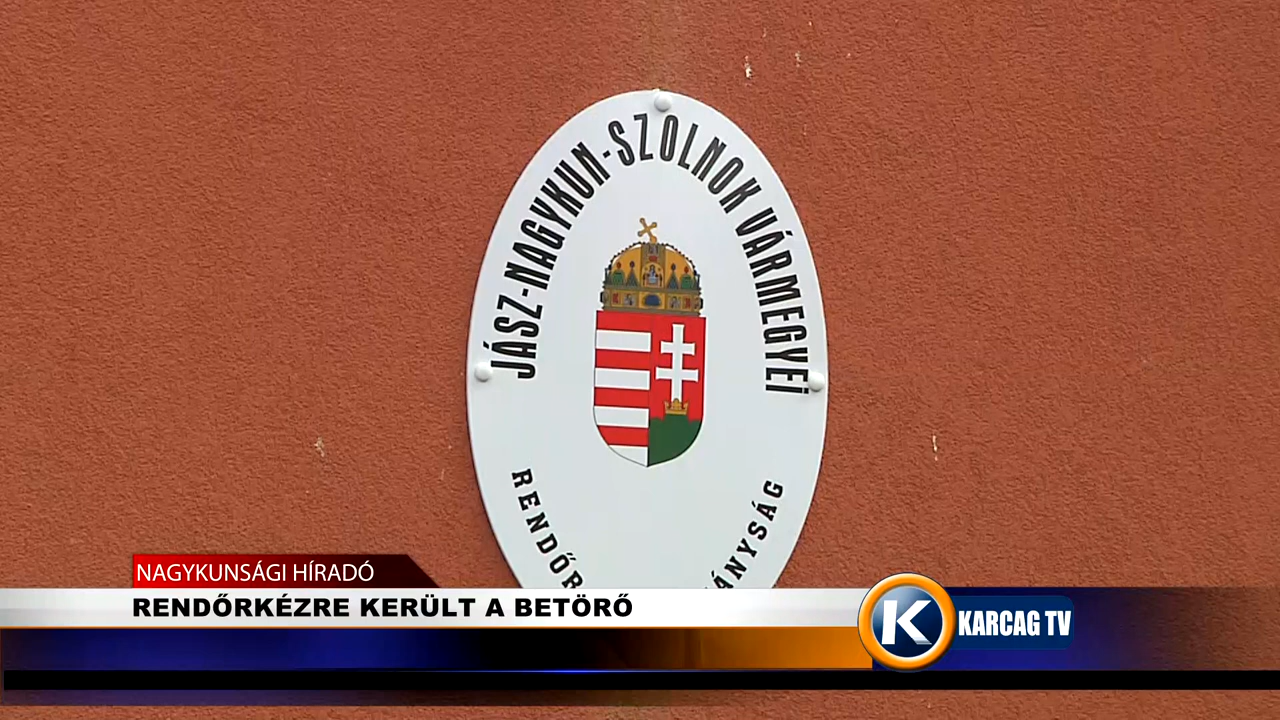 JÁSZ-NAGYKUN-SZOLNOK VÁRMEGYEI
NAGYKUNSÁGI HÍRADÓ
RENDŐRKÉZRE KERÜLT A BETÖRŐ
K KARCAG TV